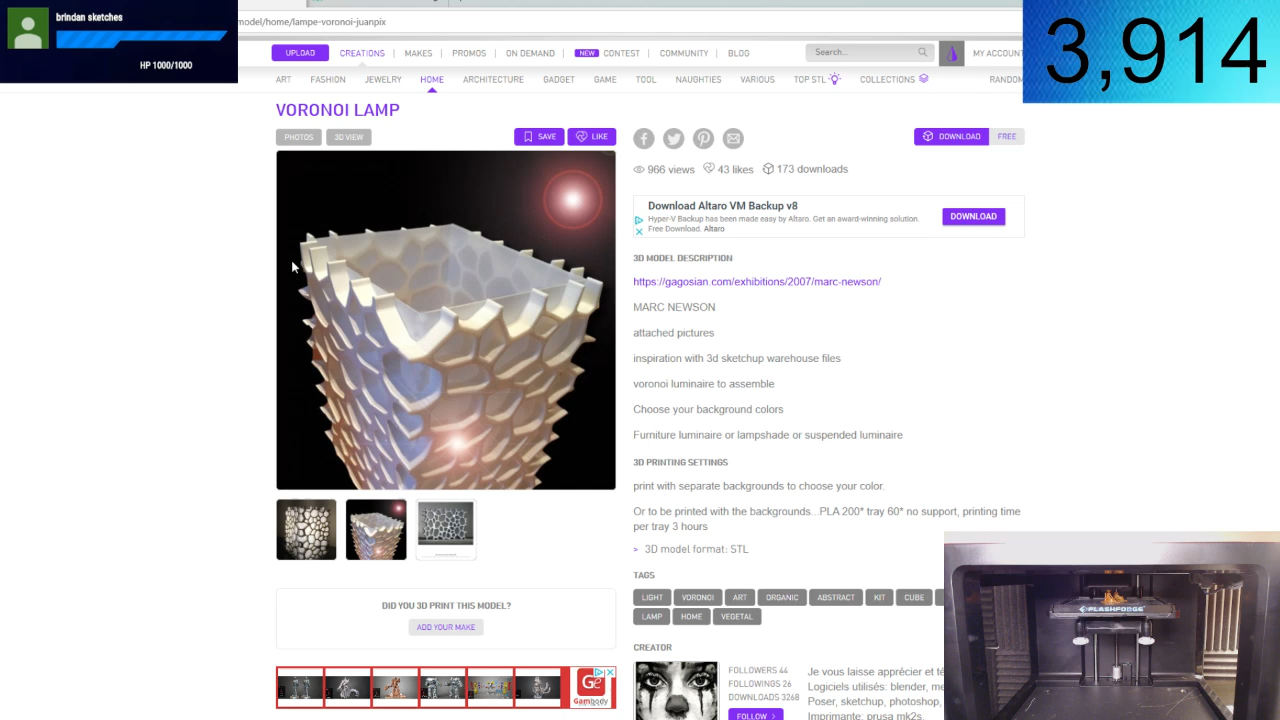 brindan sketches
HP 1000/1000
model/home/lampe-voronoi-juanpix
3,914
UPLOAD CREATIONS | MAKES | PROMOS | ON DEMAND | NEW CONTEST | COMMUNITY | BLOG Search... MY ACCOUNT
ART FASHION JEWELRY HOME ARCHITECTURE GADGET GAME TOOL NAUGHTIES VARIOUS TOP STL COLLECTIONS RANDOM
VORONOI LAMP
PHOTOS 3D VIEW SAVE LIKE
DOWNLOAD FREE
966 views 43 likes 173 downloads
Download Altaro VM Backup v8
Hyper-V Backup has been made easy by Altaro. Get an award-winning solution.
Free Download. Altaro
DOWNLOAD
3D MODEL DESCRIPTION
https://gagosian.com/exhibitions/2007/marc-newson/
MARC NEWSON
attached pictures
inspiration with 3d sketchup warehouse files
voronoi luminaire to assemble
Choose your background colors
Furniture luminaire or lampshade or suspended luminaire
3D PRINTING SETTINGS
print with separate backgrounds to choose your color.
Or to be printed with the backgrounds...PLA 200* tray 60* no support, printing time
per tray 3 hours
> 3D model format: STL
TAGS
LIGHT VORONOI ART ORGANIC ABSTRACT KIT CUBE
LAMP HOME VEGETAL
DID YOU 3D PRINT THIS MODEL?
ADD YOUR MAKE
Ge
Gambody
CREATOR
FOLLOWERS 44
FOLLOWINGS 26
DOWNLOADS 3268
FOLLOW >
Je vous laisse apprécier et té
Logiciels utilisés: blender, me
Poser, sketchup, photoshop,
Imprimante: prusa mk2s.
FLASHFORGE